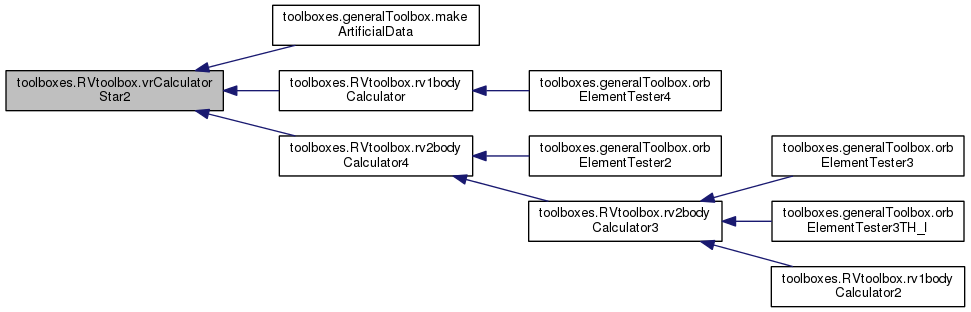 toolboxes.generalToolbox.make
ArtificialData
toolboxes.RVtoolbox.vrCalculator
Star2
toolboxes.RVtoolbox.rv1body
Calculator
toolboxes.generalToolbox.orb
ElementTester4
toolboxes.RVtoolbox.rv2body
Calculator4
toolboxes.generalToolbox.orb
ElementTester2
toolboxes.generalToolbox.orb
ElementTester3
toolboxes.RVtoolbox.rv2body
Calculator3
toolboxes.generalToolbox.orb
ElementTester3TH_I
toolboxes.RVtoolbox.rv1body
Calculator2